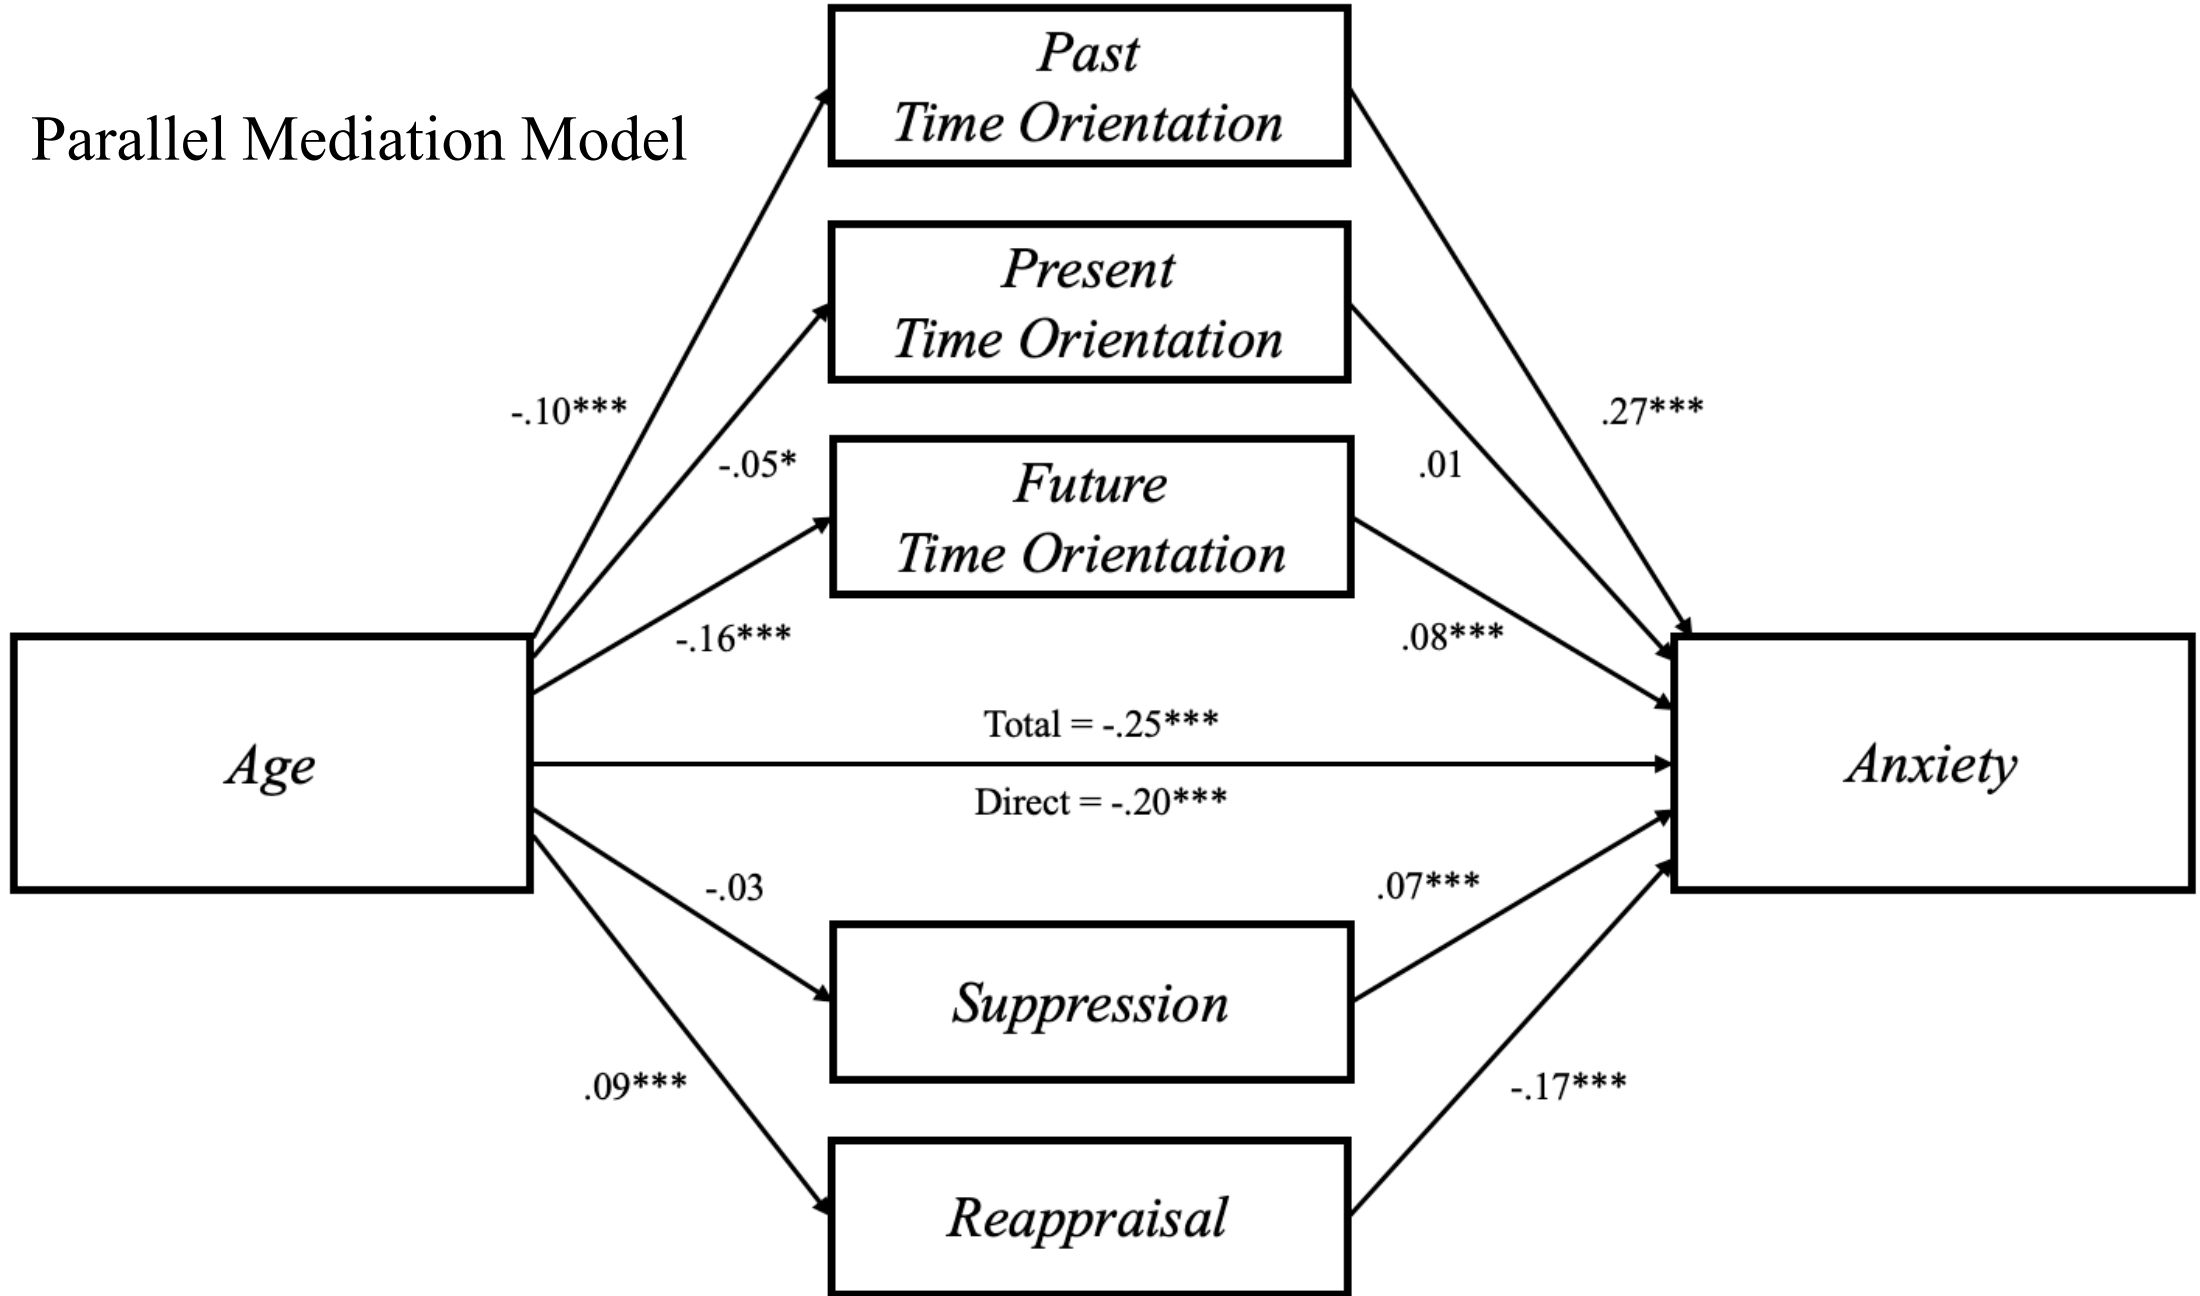 Parallel Mediation Model
Past
Time Orientation
Present
Time Orientation
-.10***
.27***
-.05*
.01
Future
Time Orientation
-.16***
.08***
Total = -.25***
Age
Anxiety
Direct = -.20***
-.03
.07***
Suppression
.09***
-.17***
Reappraisal